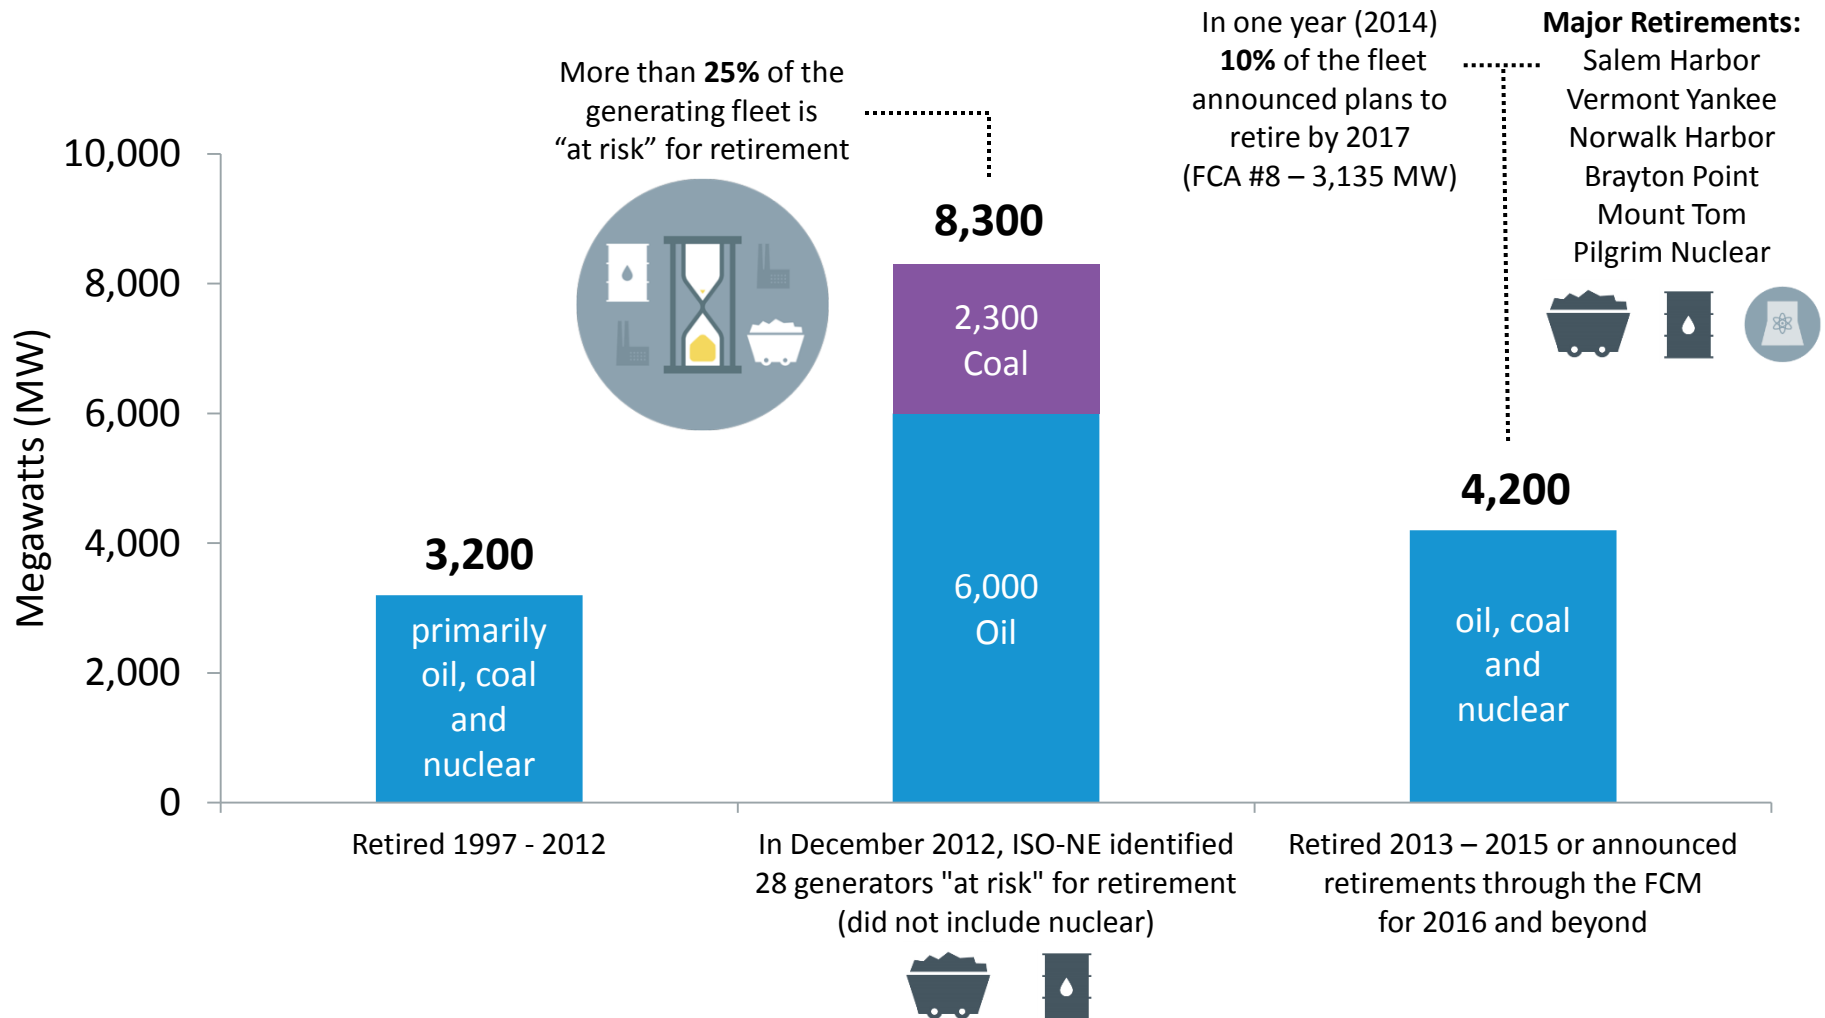 In one year (2014)
10% of the fleet
announced plans to
retire by 2017
(FCA #8 – 3,135 MW)
Major Retirements:
Salem Harbor
Vermont Yankee
Norwalk Harbor
Brayton Point
Mount Tom
Pilgrim Nuclear
More than 25% of the
generating fleet is
“at risk” for retirement
Megawatts (MW)
10,000
8,000
6,000
4,000
2,000
0
3,200
primarily
oil, coal
and
nuclear
8,300
2,300
Coal
6,000
Oil
4,200
oil, coal
and
nuclear
Retired 1997 - 2012
In December 2012, ISO-NE identified
28 generators "at risk" for retirement
(did not include nuclear)
Retired 2013 – 2015 or announced
retirements through the FCM
for 2016 and beyond